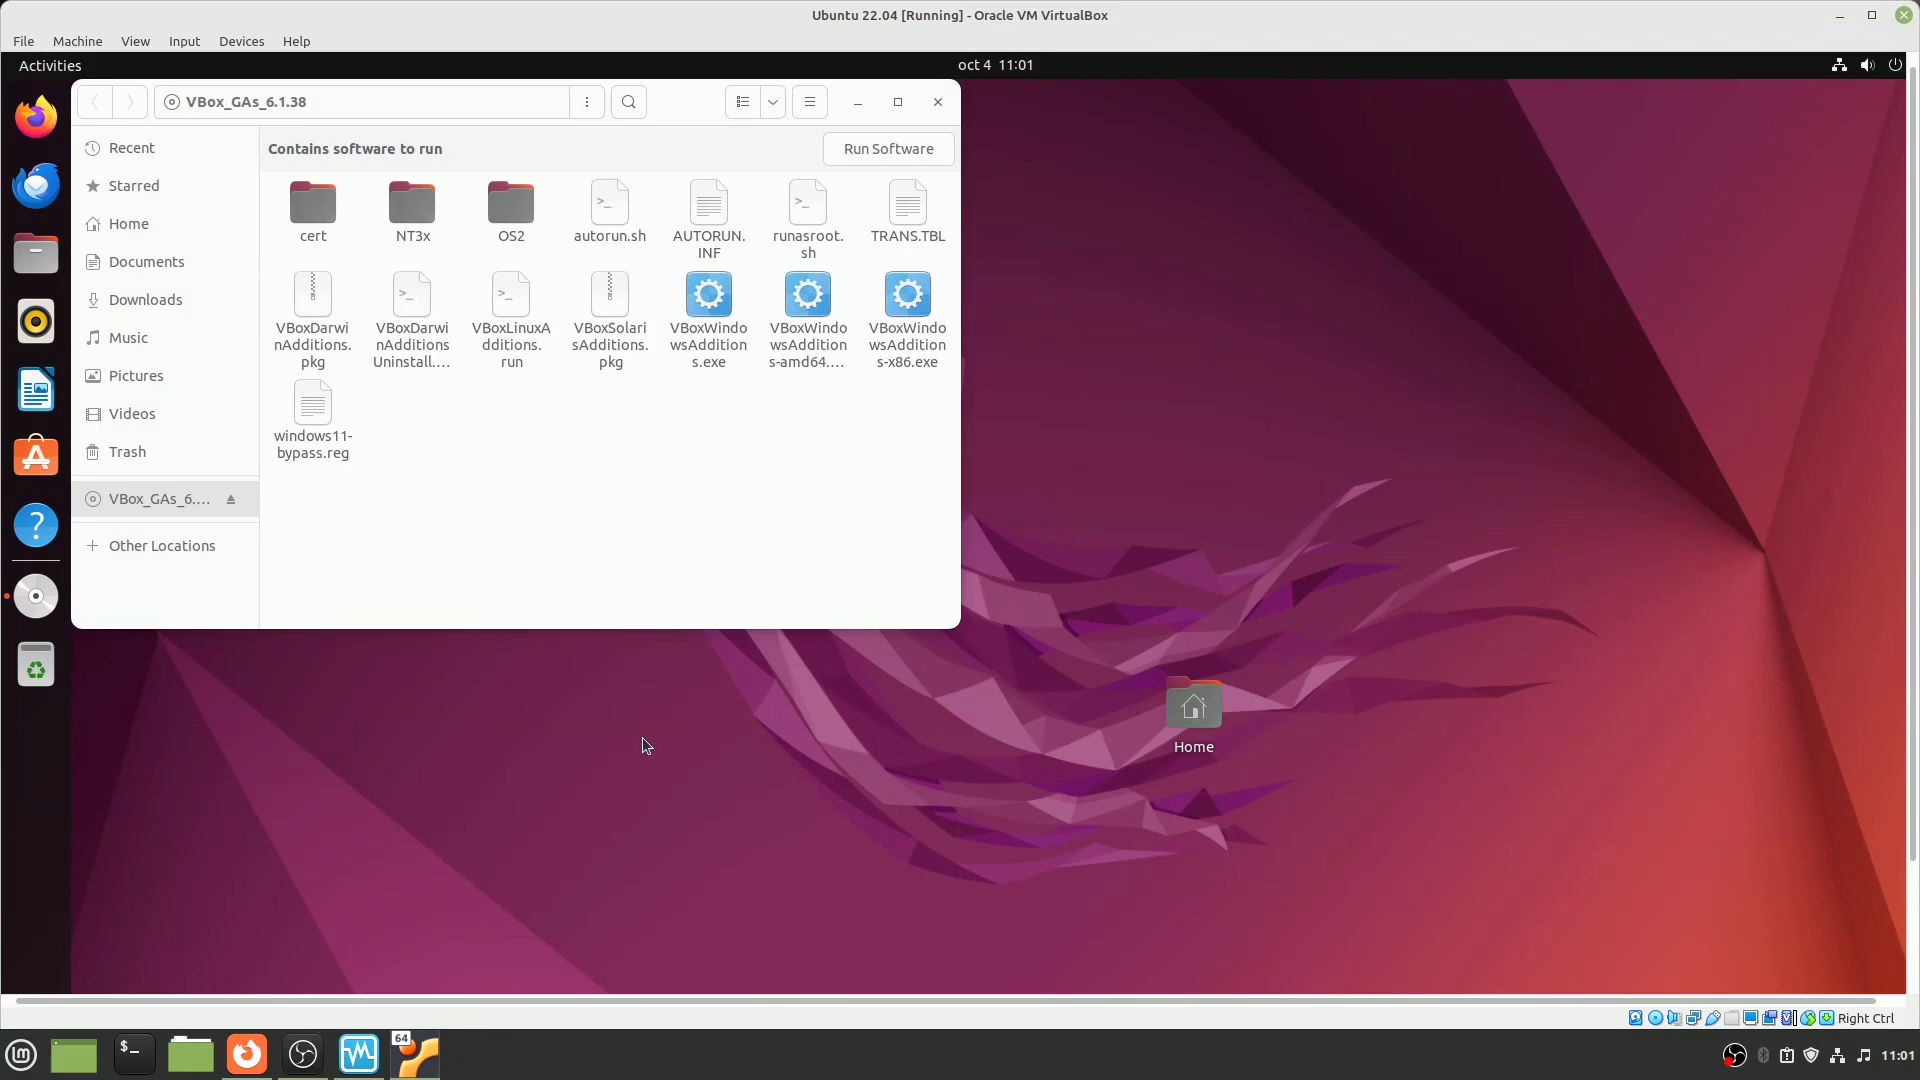 Ubuntu 22.04 [Running] - Oracle VM VirtualBox
File Machine View Input Devices Help
Activities
oct 4 11:01
VBox_GAs_6.1.38
Recent
Starred
Home
Documents
Downloads
Music
Pictures
Videos
Trash
VBox_GAs_6....
Other Locations
Contains software to run
Run Software
cert
NT3x
OS2
autorun.sh
AUTORUN.
INF
runasroot.
sh
TRANS.TBL
VBoxDarwi
nAdditions.
pkg
VBoxDarwi
nAdditions
Uninstall....
VBoxLinuxA
dditions.
run
VBoxSolari
sAdditions.
pkg
VBoxWindo
wsAddition
s.exe
VBoxWindo
wsAddition
s-amd64....
VBoxWindo
wsAddition
s-x86.exe
windows11-
bypass.reg
Home
Right Ctrl
64
11:01